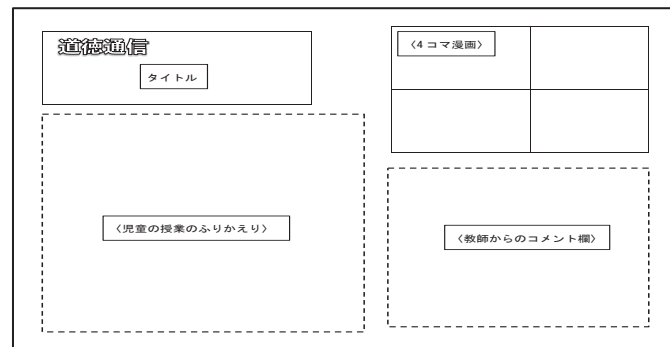 道徳通信
タイトル
〈児童の授業のふりかえり〉
〈4コマ漫画〉
〈教師からのコメント欄〉